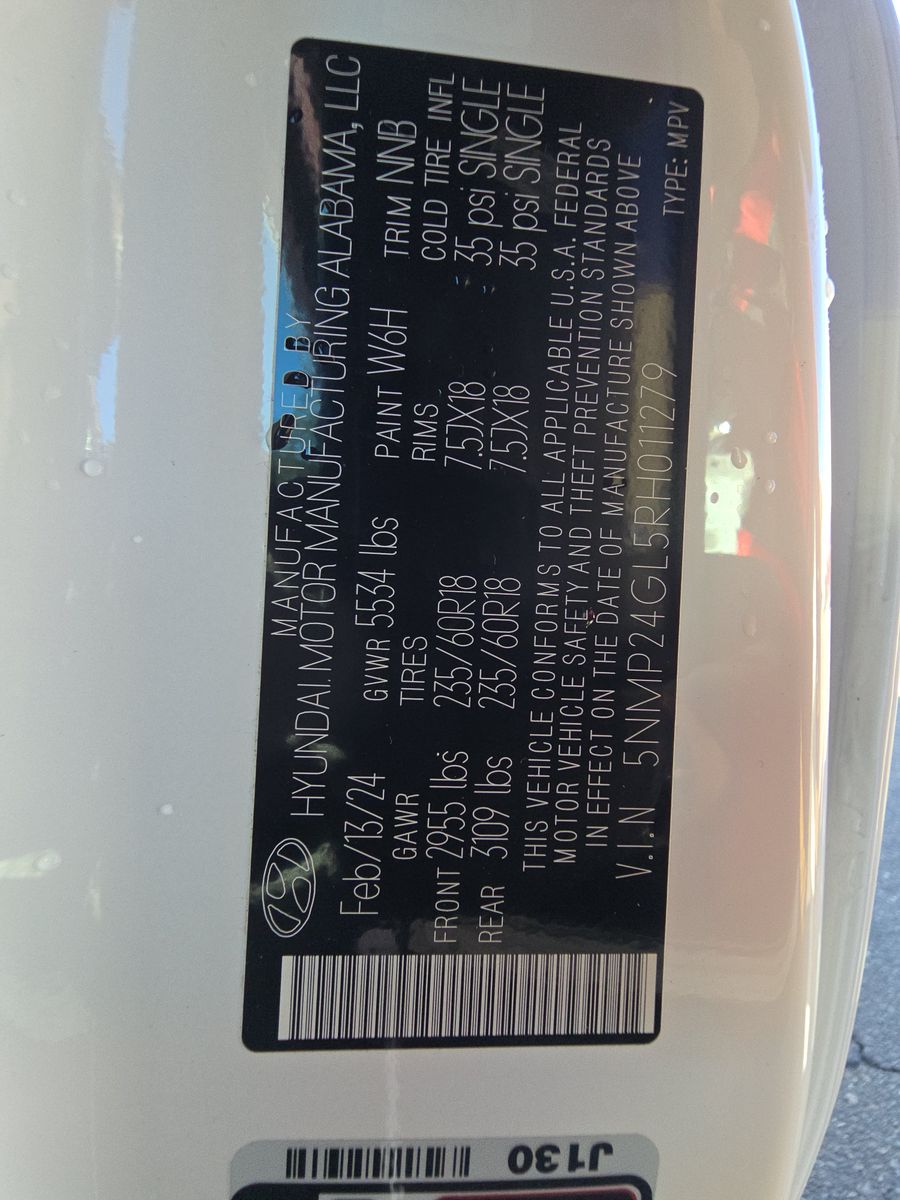 MANUFACTURED BY
HYUNDAI MOTOR MANUFACTURING ALABAMA, LLC
Feb/13/24 GVWR 5534 lbs PAINT W6H TRIM NNB
GAWR TIRES RIMS COLD TIRE INFL
FRONT 2955 lbs 235/60R18 7.5JX18 35 psi SINGLE
REAR 3109 lbs 235/60R18 7.5JX18 35 psi SINGLE
THIS VEHICLE CONFORMS TO ALL APPLICABLE U.S.A. FEDERAL
MOTOR VEHICLE SAFETY AND THEFT PREVENTION STANDARDS
IN EFFECT ON THE DATE OF MANUFACTURE SHOWN ABOVE
V.I.N 5NMP24GL5RH011279
TYPE: MPV
J130